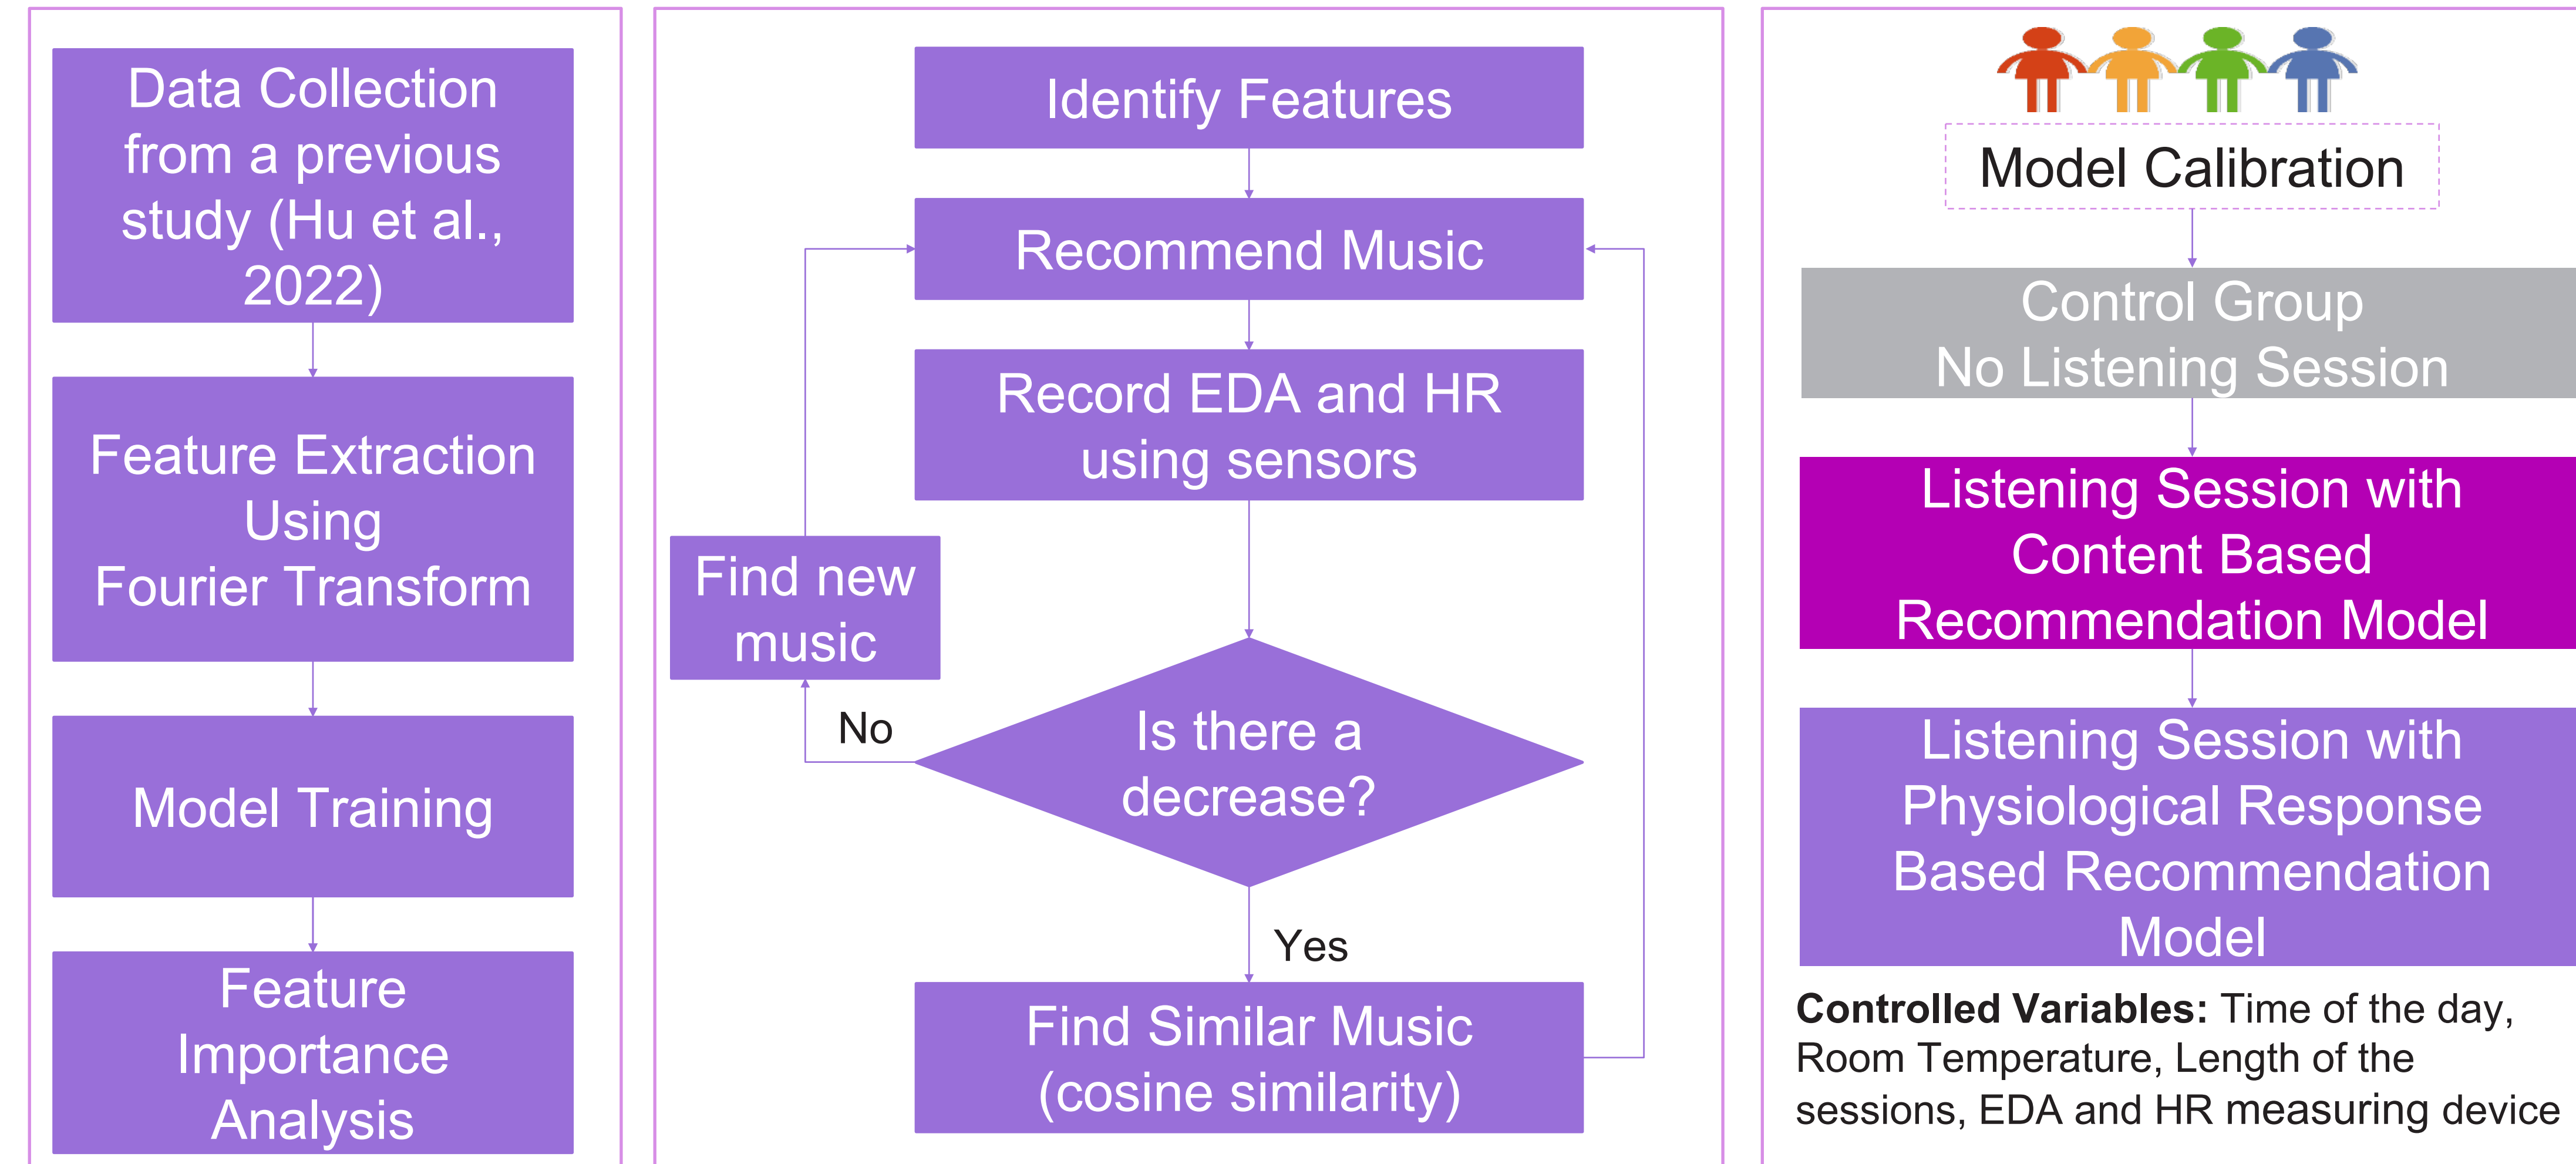 Data Collection
from a previous
study (Hu et al.,
2022)
Feature Extraction
Using
Fourier Transform
Model Training
Feature
Importance
Analysis
Identify Features
Recommend Music
Record EDA and HR
using sensors
Find new
music
No
Is there a
decrease?
Yes
Find Similar Music
(cosine similarity)
Model Calibration
Control Group
No Listening Session
Listening Session with
Content Based
Recommendation Model
Listening Session with
Physiological Response
Based Recommendation
Model
Controlled Variables: Time of the day,
Room Temperature, Length of the
sessions, EDA and HR measuring device